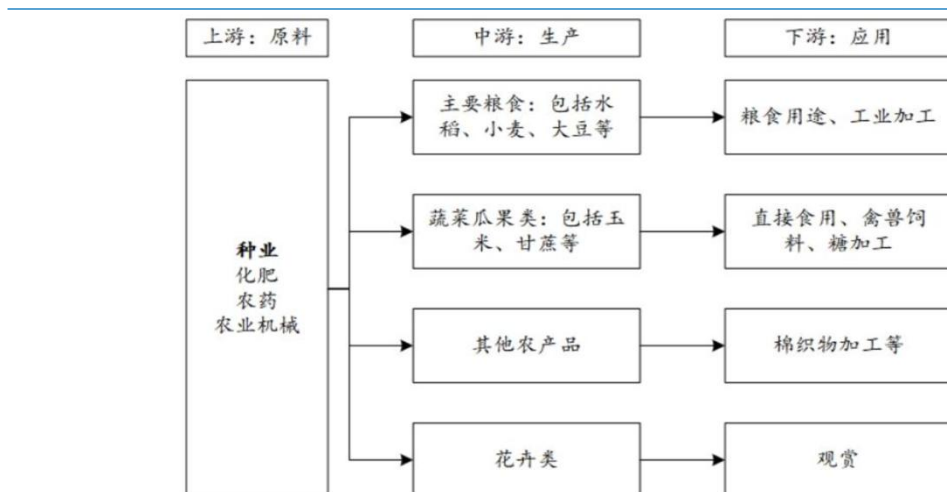 上游：原料
中游：生产
下游：应用
种业
化肥
农药
农业机械
主要粮食：包括水
稻、小麦、大豆等
粮食用途、工业加工
蔬菜瓜果类：包括玉
米、甘蔗等
直接食用、禽兽饲
料、糖加工
其他农产品
棉织物加工等
花卉类
观赏